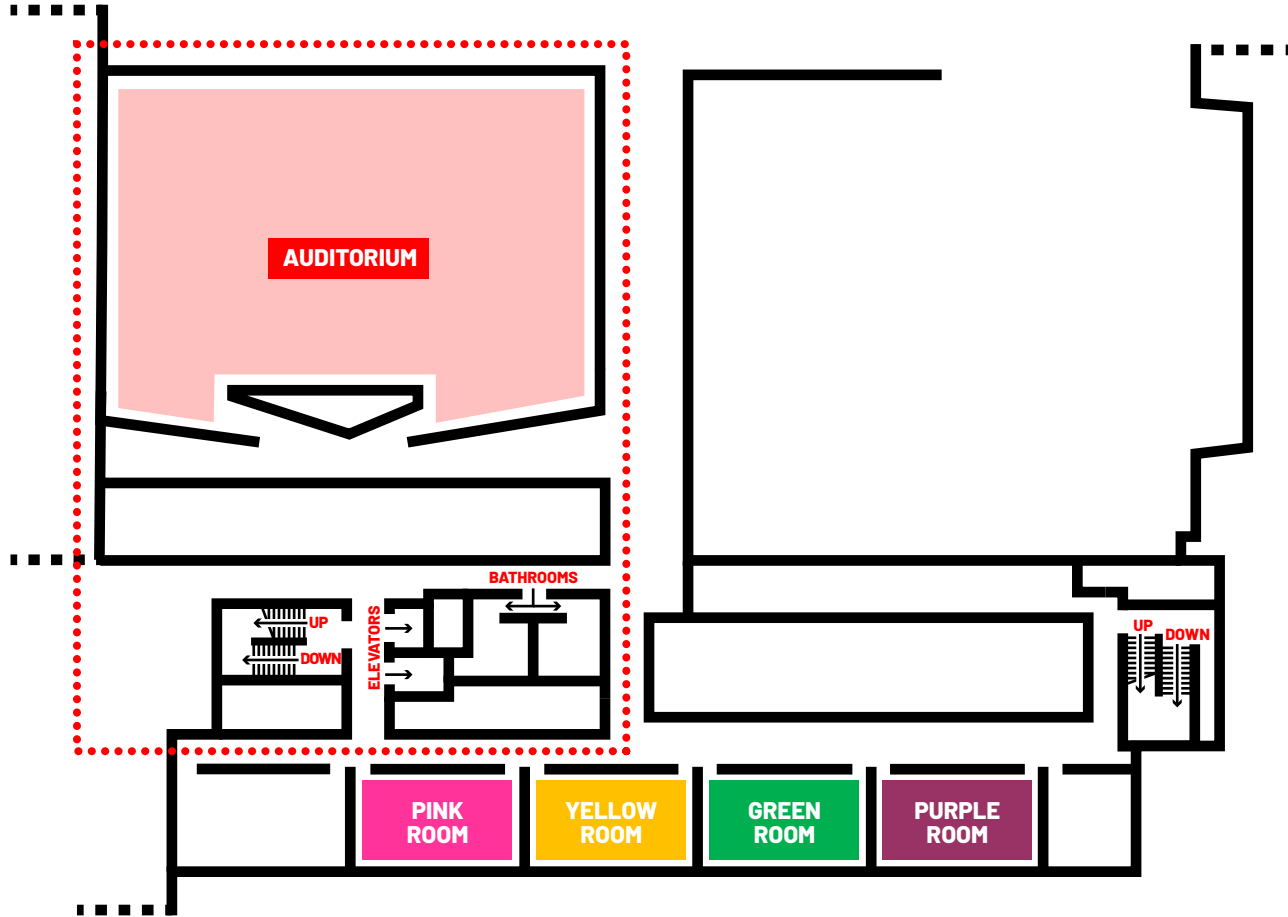 AUDITORIUM
BATHROOMS
UP
DOWN
ELEVATORS
UP
DOWN
PINK
ROOM
YELLOW
ROOM
GREEN
ROOM
PURPLE
ROOM